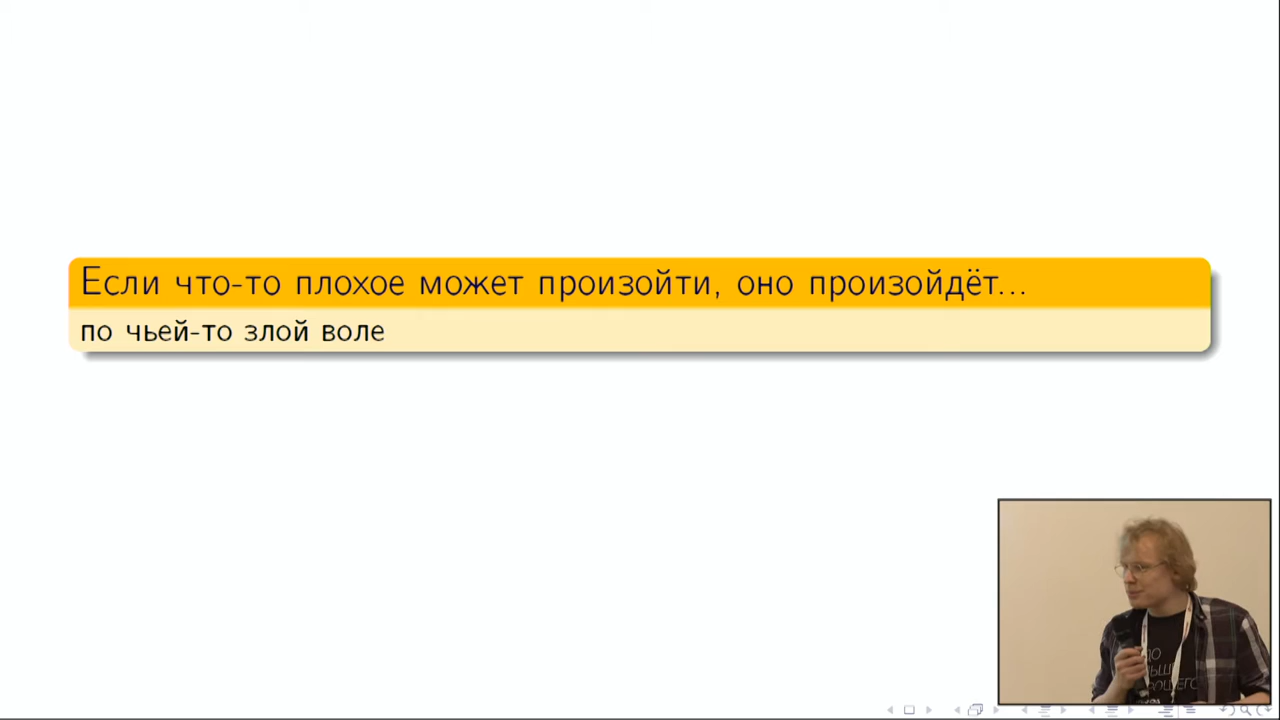 Если что-то плохое может произойти, оно произойдёт...
по чьей-то злой воле